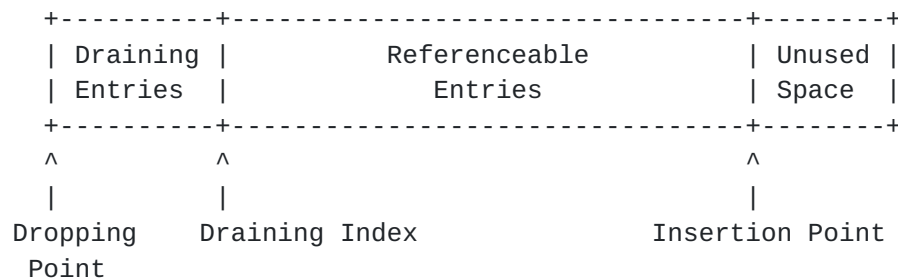 +----------+---------------------------------+--------+
| Draining |          Referenceable          | Unused |
| Entries  |             Entries             | Space  |
+----------+---------------------------------+--------+
^          ^                                 ^
|          |                                 |
Dropping    Draining Index               Insertion Point
Point